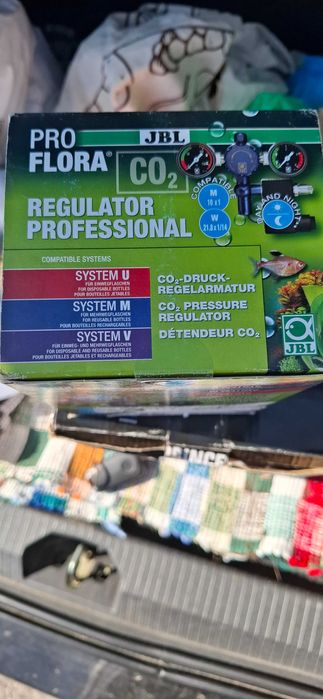 PRO
FLORA®
JBL
CO₂
REGULATOR
PROFESSIONAL
COMPATIBLE
M
10 x 1
W
21,8 x 1/14
DAY AND NIGHT
COMPATIBLE SYSTEMS
SYSTEM U
FÜR EINWEGFLASCHEN
FOR DISPOSABLE BOTTLES
POUR BOUTEILLES JETABLES
SYSTEM M
FÜR MEHRWEGFLASCHEN
FOR REUSABLE BOTTLES
POUR BOUTEILLES RECHARGEABLES
SYSTEM V
FÜR EINWEG- UND MEHRWEGFLASCHEN
FOR DISPOSABLE AND REUSABLE BOTTLES
POUR BOUTEILLES JETABLES ET RECHARGEABLES
CO₂-DRUCK-
REGELARMATUR
CO₂ PRESSURE
REGULATOR
DÉTENDEUR CO₂
JBL